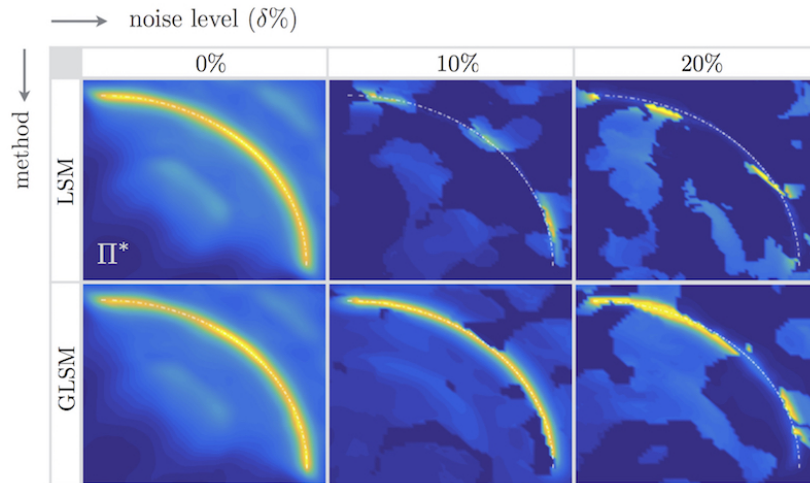 noise level (δ%)
method
0%
10%
20%
LSM
Π*
GLSM